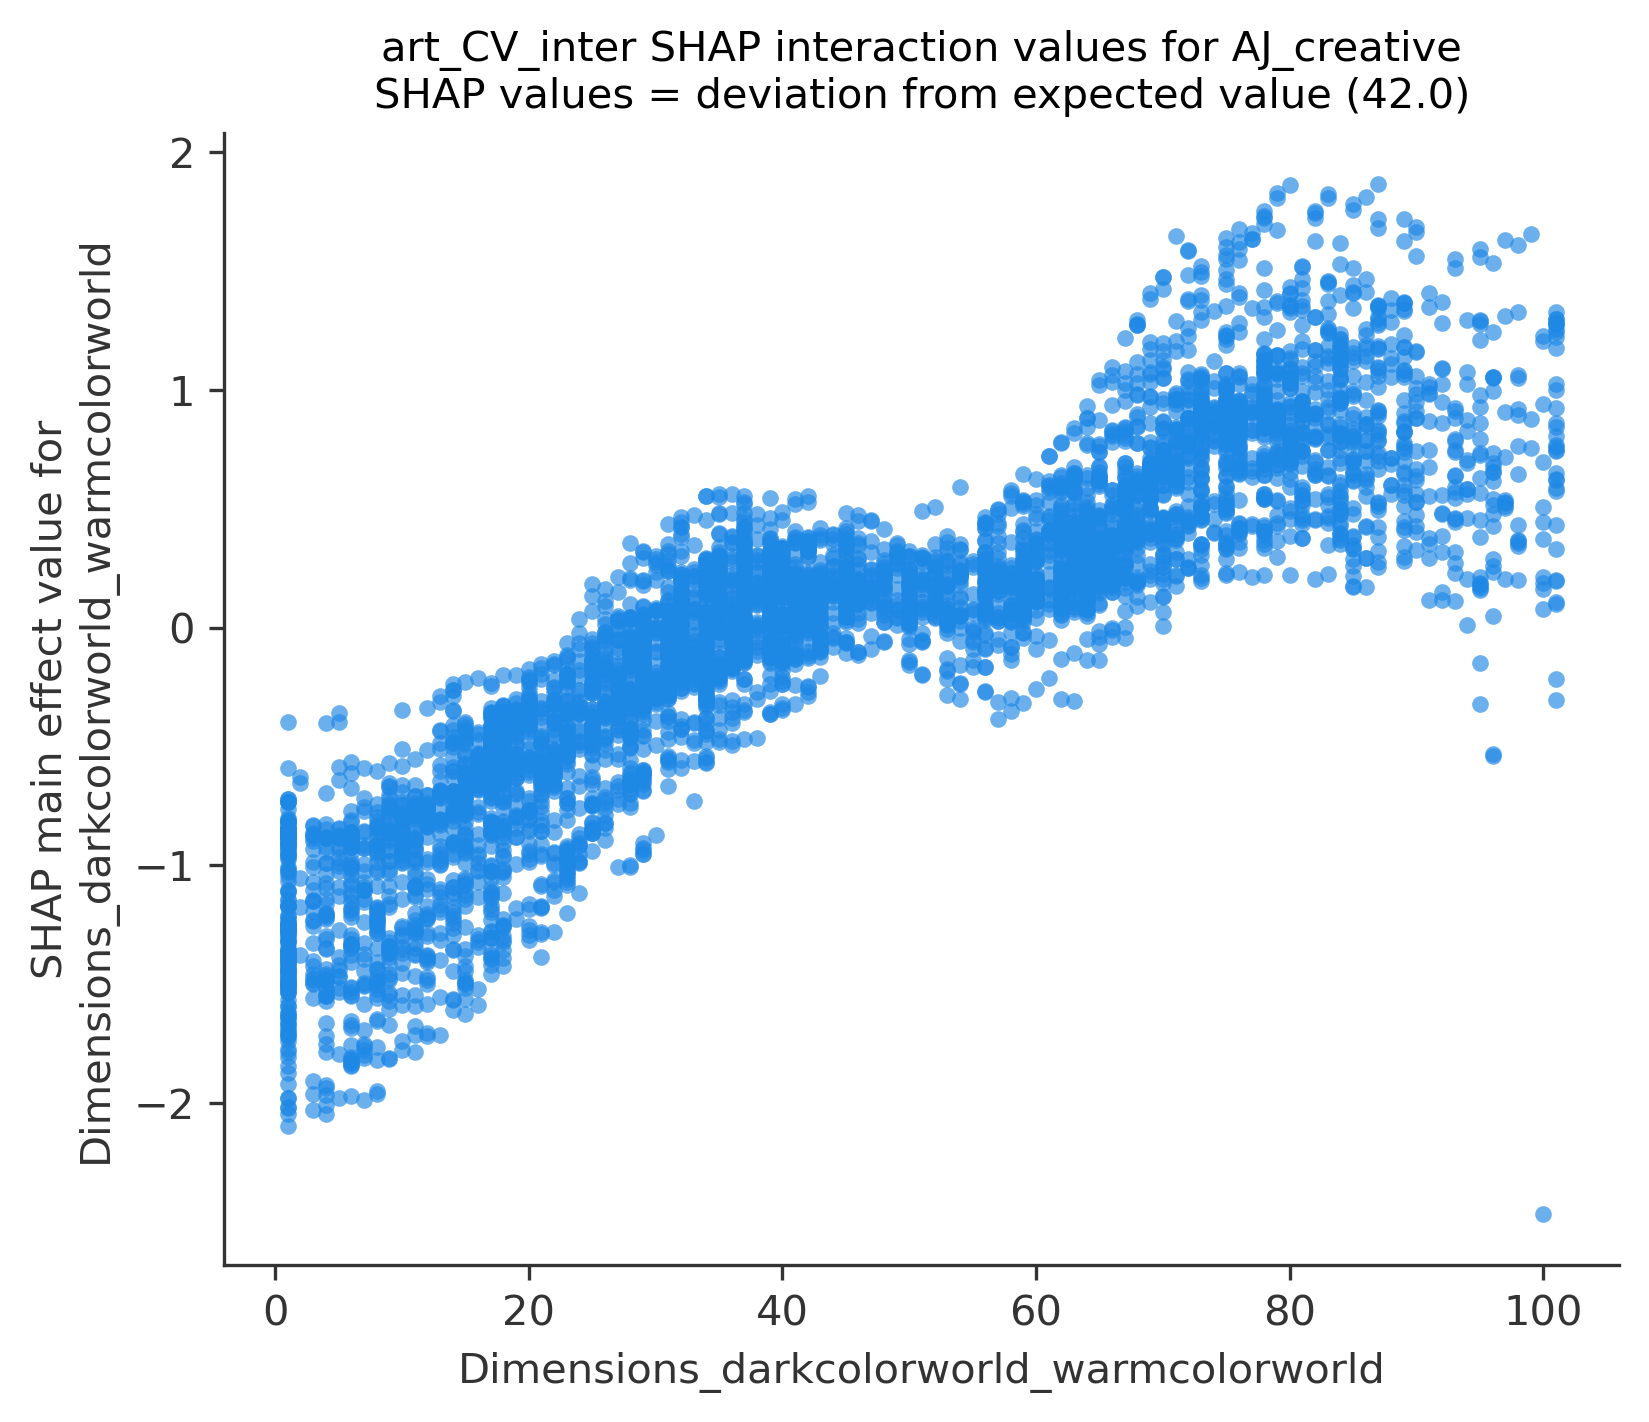 art_CV_inter SHAP interaction values for AJ_creative
SHAP values = deviation from expected value (42.0)
SHAP main effect value for
Dimensions_darkcolorworld_warmcolorworld
2
1
0
−1
−2
0 20 40 60 80 100
Dimensions_darkcolorworld_warmcolorworld